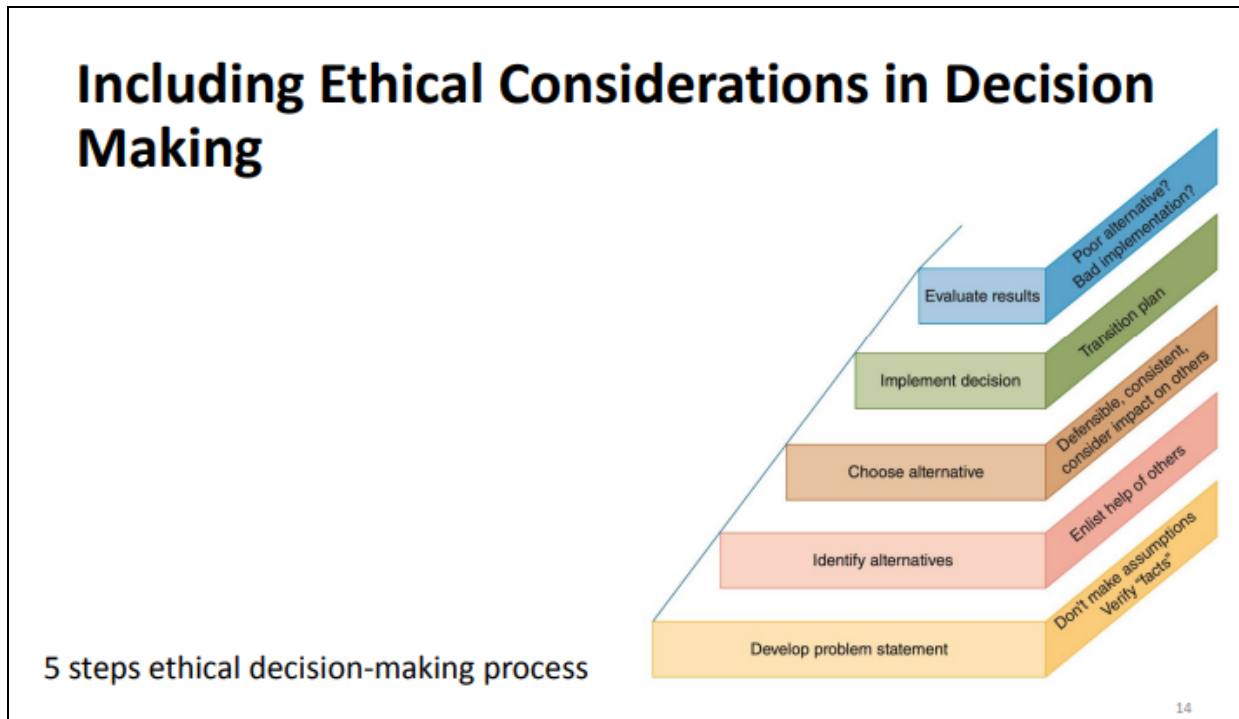 Including Ethical Considerations in Decision
Making
Poor alternative?
Bad implementation?
Evaluate results
Transition plan
Implement decision
Defensible, consistent,
consider impact on others
Choose alternative
Enlist help of others
Identify alternatives
Don't make assumptions
Verify "facts"
Develop problem statement
5 steps ethical decision-making process
14